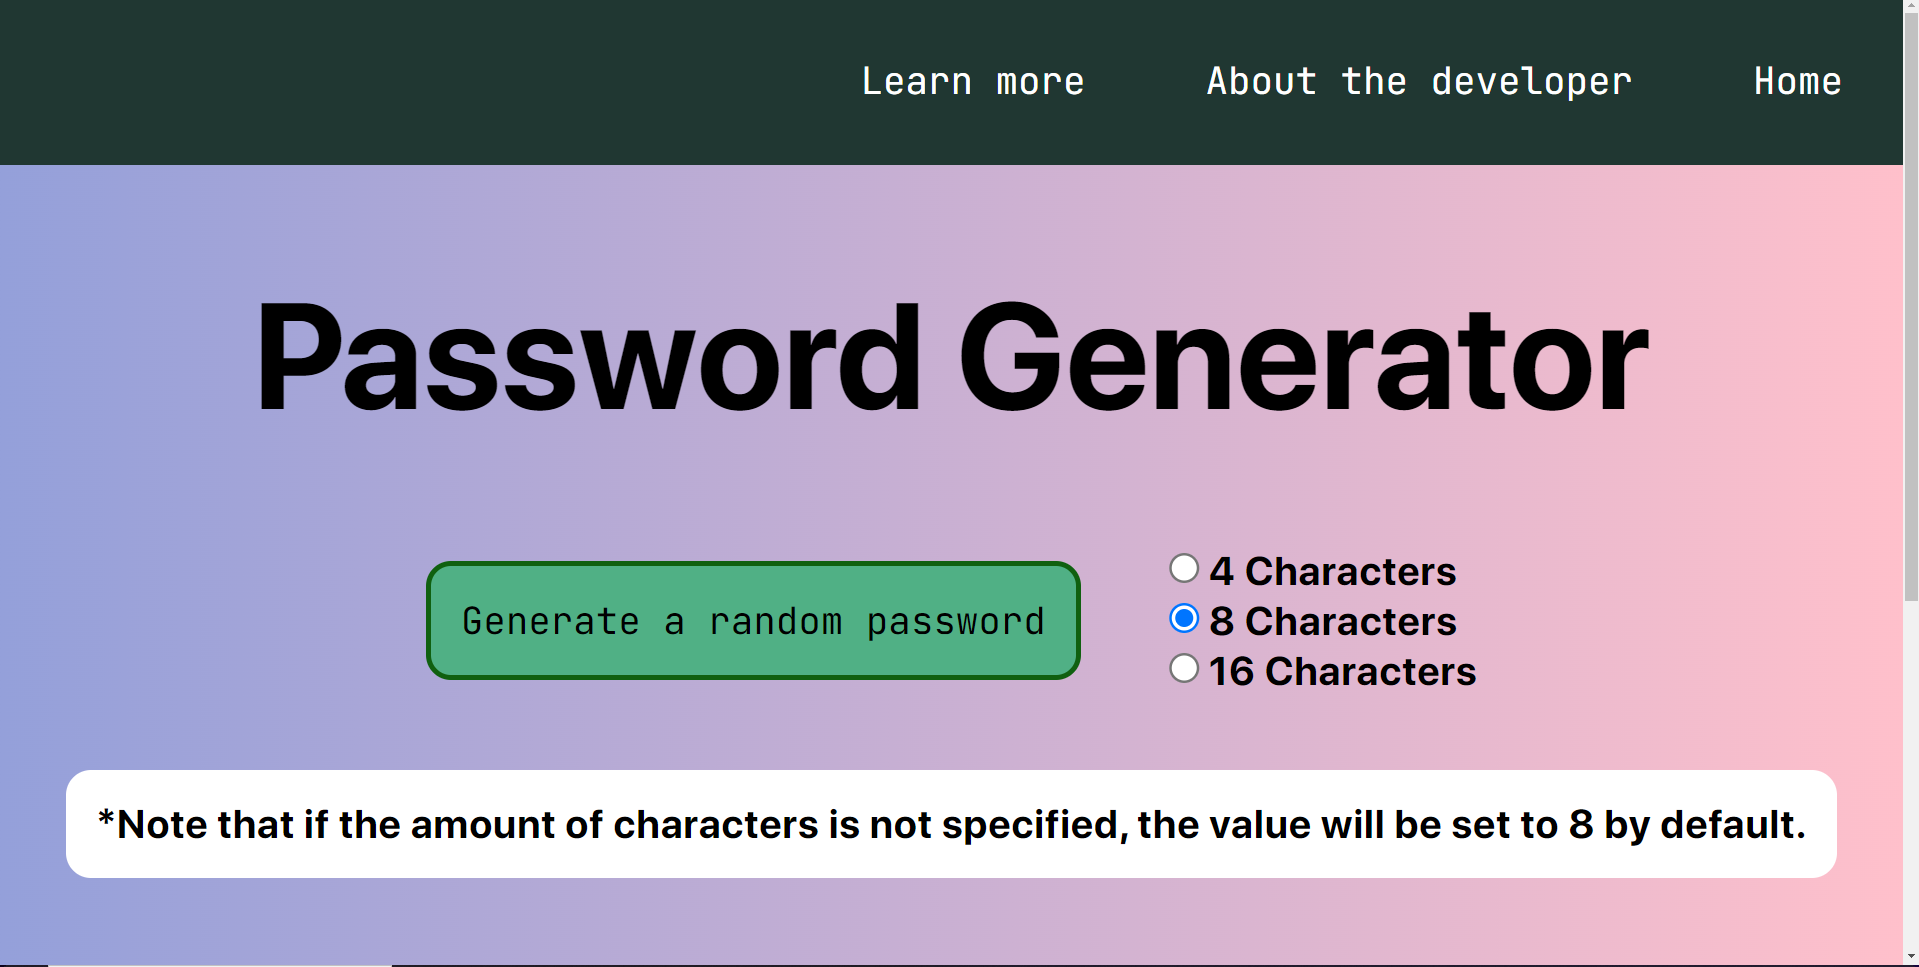 Learn more About the developer Home
Password Generator
Generate a random password
4 Characters
8 Characters
16 Characters
*Note that if the amount of characters is not specified, the value will be set to 8 by default.